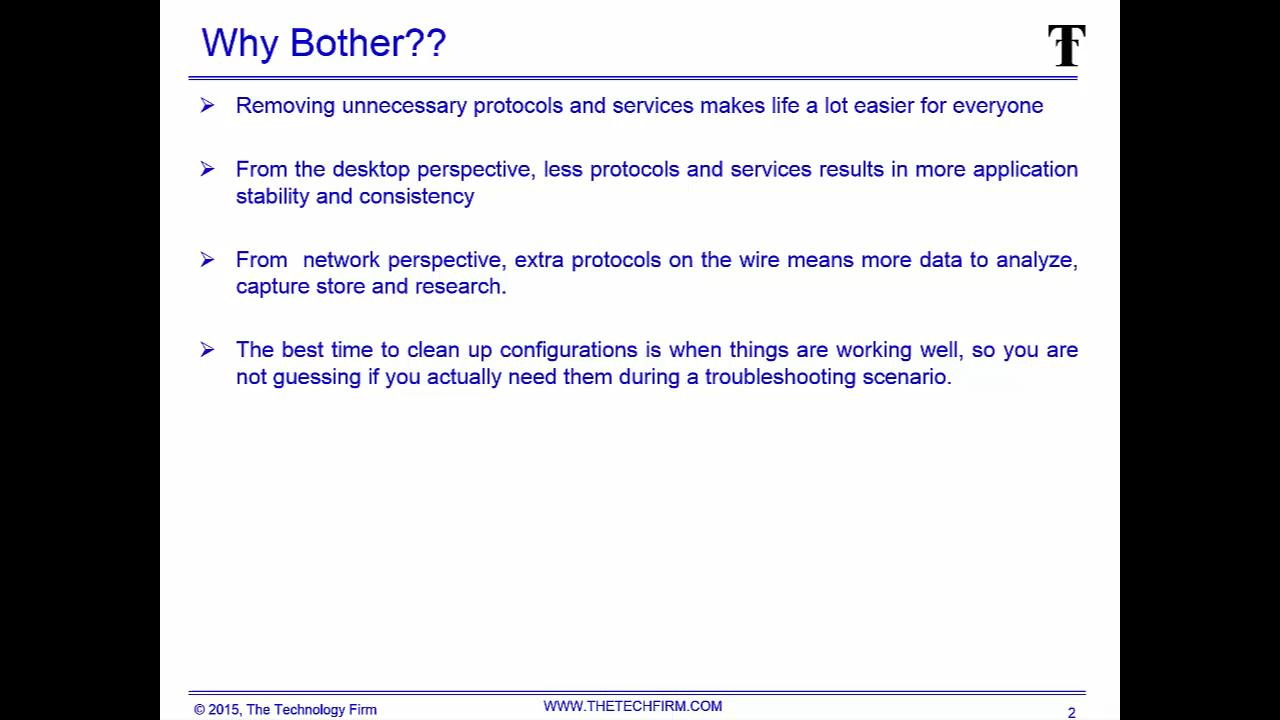 Why Bother??
➢ Removing unnecessary protocols and services makes life a lot easier for everyone
➢ From the desktop perspective, less protocols and services results in more application
stability and consistency
➢ From  network perspective, extra protocols on the wire means more data to analyze,
capture store and research.
➢ The best time to clean up configurations is when things are working well, so you are
not guessing if you actually need them during a troubleshooting scenario.
© 2015, The Technology Firm
WWW.THETECHFIRM.COM
2